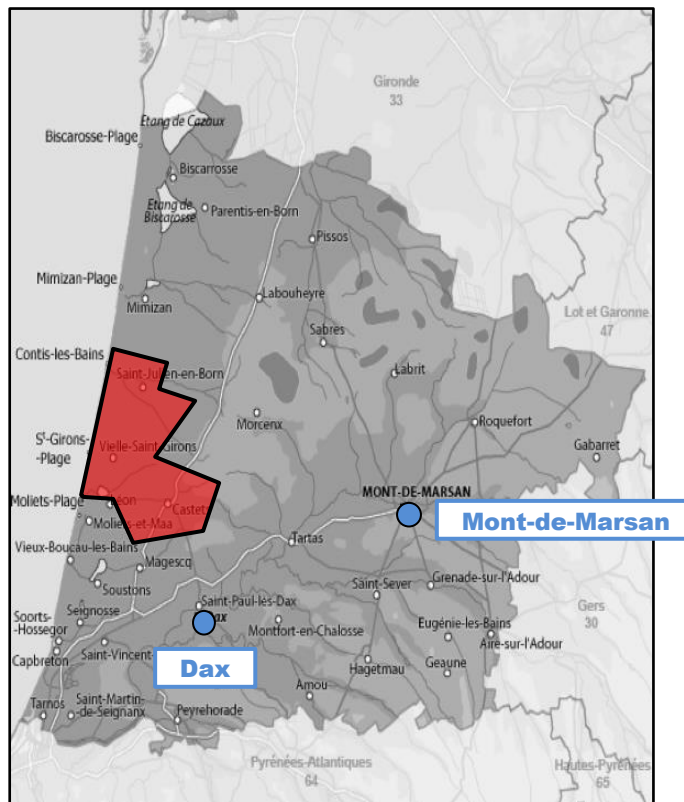 Gironde
33
Etang de Cazaux
Biscarosse-Plage
Biscarrosse
Etang de
Biscarosse
Parentis-en-Born
Pissos
Mimizan-Plage
Mimizan
Labouheyre
Lot et Garonne
47
Sabres
Contis-les-Bains
Saint-Julien-en-Born
Labrit
Morcenx
Roquefort
St-Girons-
-Plage
Vielle-Saint-Girons
Gabarret
MONT-DE-MARSAN
Moliets-Plage
Léon
Castets
Mont-de-Marsan
Moliets-et-Maa
Tartas
Vieux-Boucau-les-Bains
Magescq
Soustons
Saint-Sever
Grenade-sur-l'Adour
Saint-Paul-lès-Dax
Gers
30
Soorts-
-Hossegor
Seignosse
Montfort-en-Chalosse
Eugénie-les-Bains
Aire-sur-l'Adour
Capbreton
Saint-Vincent-
Dax
Hagetmau
Geaune
Amou
Tarnos
Saint-Martin-
-de-Seignanx
Peyrehorade
Pyrénées-Atlantiques
64
Hautes-Pyrénées
65